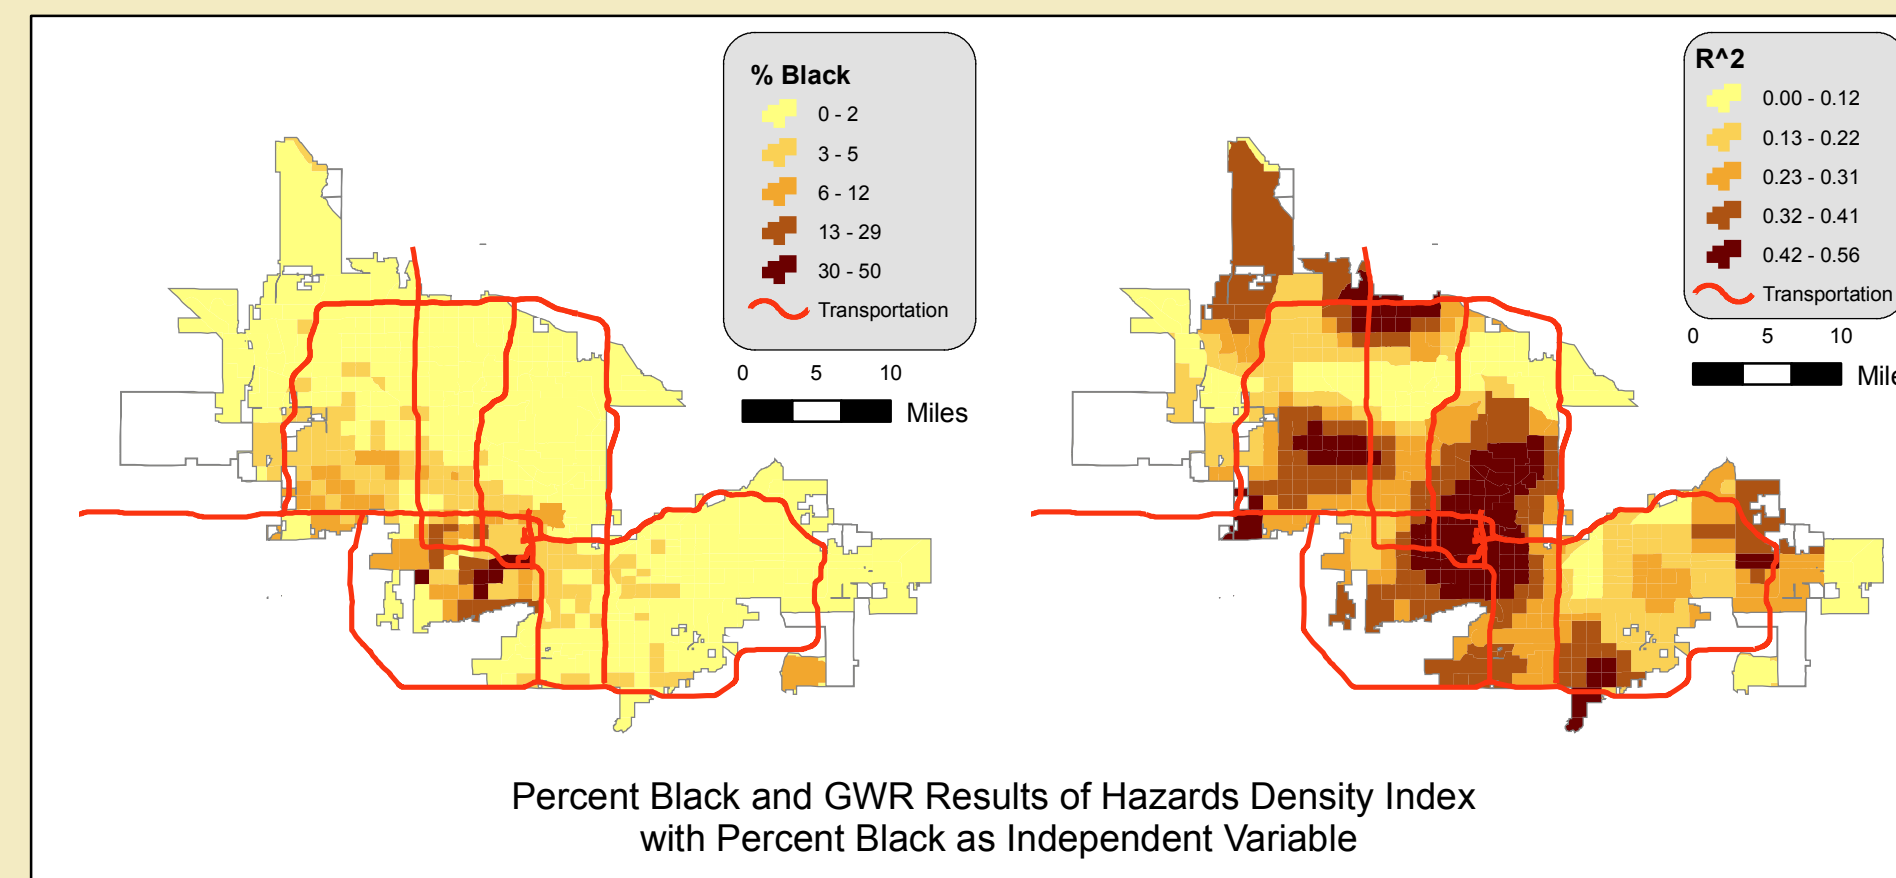 % Black
0 - 2
3 - 5
6 - 12
13 - 29
30 - 50
Transportation
0 5 10
Miles
R^2
0.00 - 0.12
0.13 - 0.22
0.23 - 0.31
0.32 - 0.41
0.42 - 0.56
Transportation
0 5 10
Mile
Percent Black and GWR Results of Hazards Density Index
with Percent Black as Independent Variable